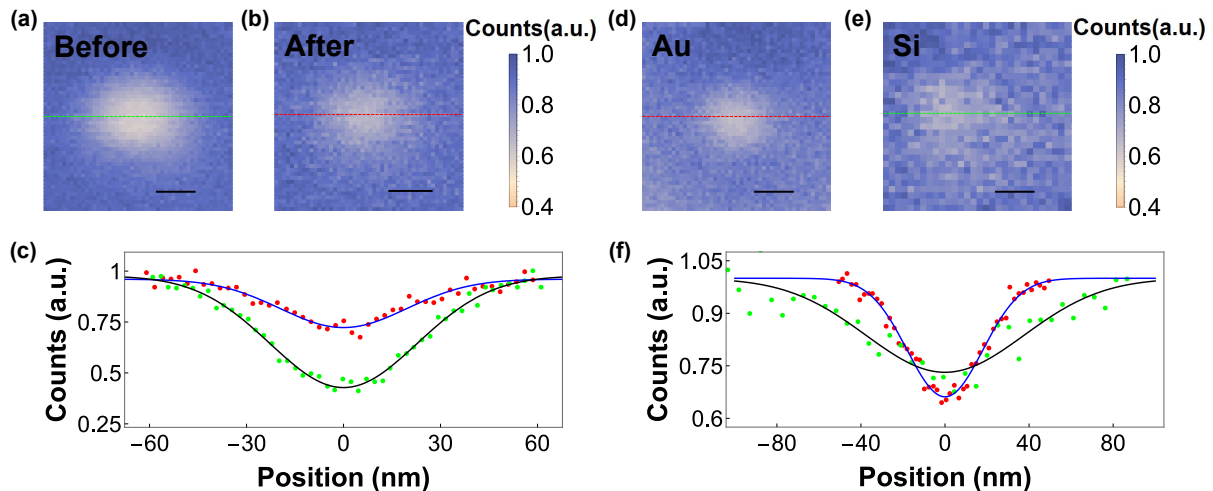 (a)
Before
(b)
After
Counts(a.u.)
1.0
0.8
0.6
0.4
(d)
Au
(e)
Si
Counts(a.u.)
1.0
0.8
0.6
0.4
(c)
Counts (a.u.)
1
0.75
0.5
0.25
−60
−30
0
30
60
Position (nm)
(f)
Counts (a.u.)
1.05
0.9
0.75
0.6
−80
−40
0
40
80
Position (nm)